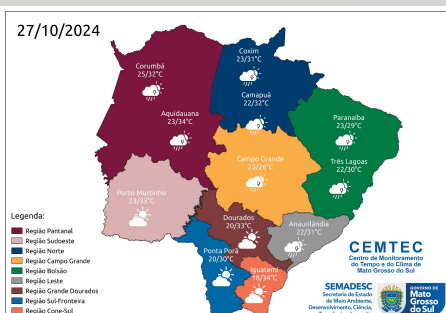 27/10/2024
Coxim
23/31°C
Corumbá
25/32°C
Camapuã
22/32°C
Aquidauana
23/34°C
Paranaíba
23/29°C
Campo Grande
23/28°C
Três Lagoas
22/30°C
Porto Murtinho
23/33°C
Dourados
20/33°C
Anaurilândia
22/31°C
Ponta Porã
20/30°C
Iguatemi
18/34°C
Legenda:
Região Pantanal
Região Sudoeste
Região Norte
Região Campo Grande
Região Bolsão
Região Leste
Região Grande Dourados
Região Sul-Fronteira
Região Cone-Sul
CEMTEC
Centro de Monitoramento
do Tempo e do Clima de
Mato Grosso do Sul
SEMADESC
Secretaria de Estado
de Meio Ambiente,
Desenvolvimento, Ciência,
GOVERNO DE
Mato
Grosso
do Sul